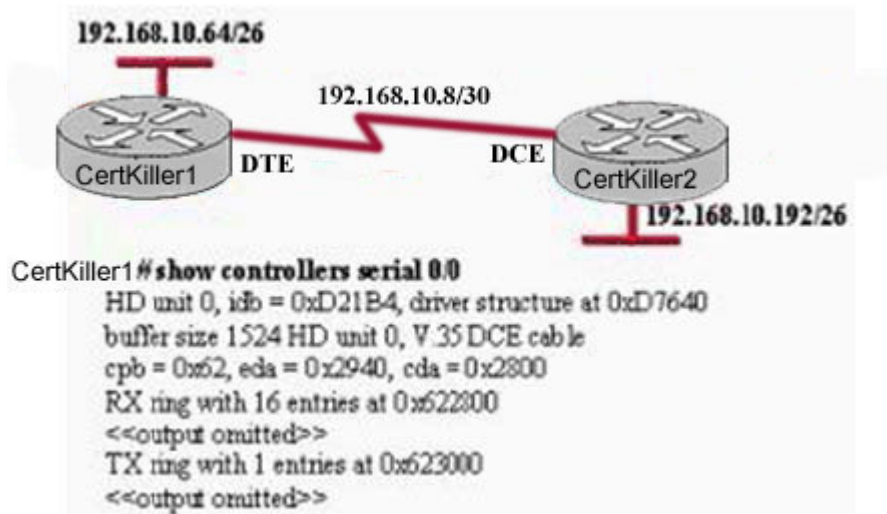 192.168.10.64/26
192.168.10.8/30
DTE
DCE
CertKiller1
CertKiller2
192.168.10.192/26
CertKiller1#show controllers serial 0/0
HD unit 0, idb = 0xD21B4, driver structure at 0xD7640
buffer size 1524 HD unit 0, V.35 DCE cable
cpb = 0x62, eda = 0x2940, cda = 0x2800
RX ring with 16 entries at 0x622800
<<output omitted>>
TX ring with 1 entries at 0x623000
<<output omitted>>